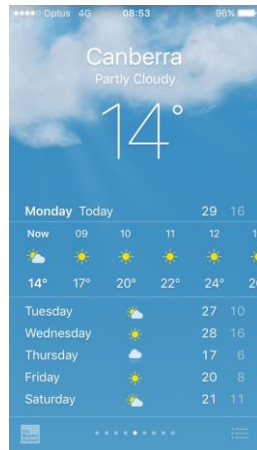 Optus 4G 08:53 96%
Canberra
Partly Cloudy
14°
Monday Today 29 16
Now 09 10 11 12 1
14° 17° 20° 22° 24° 2
Tuesday 27 10
Wednesday 28 16
Thursday 17 6
Friday 20 8
Saturday 21 11